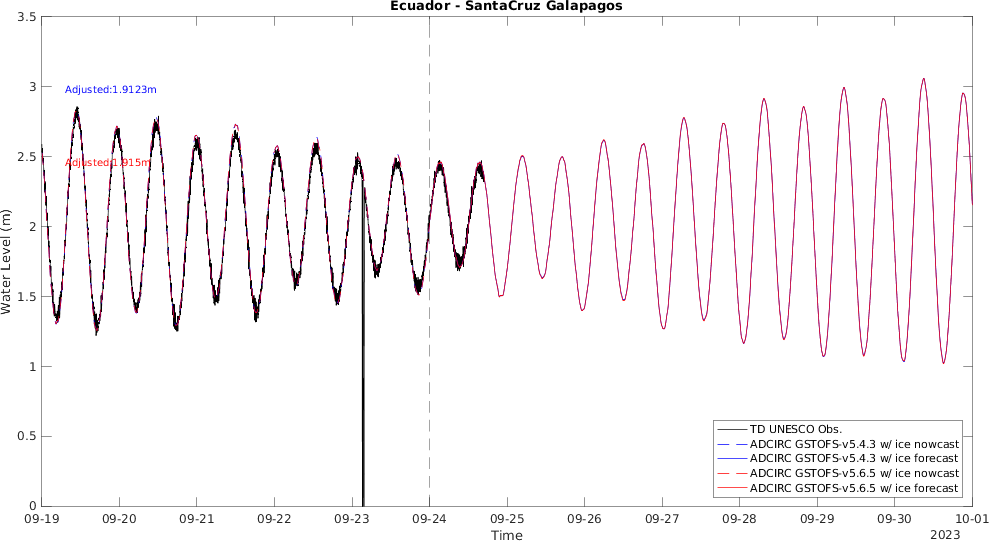 Ecuador - SantaCruz Galapagos
3.5
3
2.5
2
1.5
1
0.5
0
Water Level (m)
Adjusted:1.9123m
Adjusted:1.915m
TD UNESCO Obs.
ADCIRC GSTOFS-v5.4.3 w/ ice nowcast
ADCIRC GSTOFS-v5.4.3 w/ ice forecast
ADCIRC GSTOFS-v5.6.5 w/ ice nowcast
ADCIRC GSTOFS-v5.6.5 w/ ice forecast
09-19 09-20 09-21 09-22 09-23 09-24 09-25 09-26 09-27 09-28 09-29 09-30 10-01
Time
2023